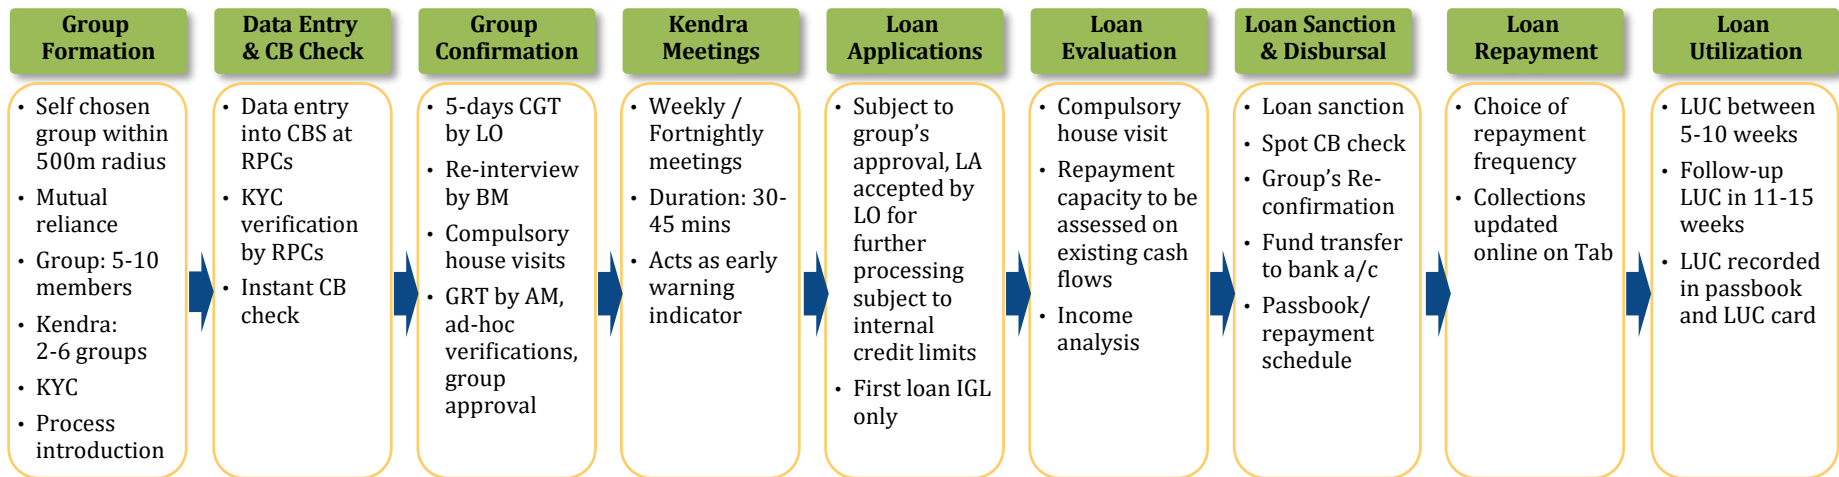 Group
Formation
• Self chosen
group within
500m radius
• Mutual
reliance
• Group: 5-10
members
• Kendra:
2-6 groups
• KYC
• Process
introduction
Data Entry
& CB Check
• Data entry
into CBS at
RPCs
• KYC
verification
by RPCs
• Instant CB
check
Group
Confirmation
• 5-days CGT
by LO
• Re-interview
by BM
• Compulsory
house visits
• GRT by AM,
ad-hoc
verifications,
group
approval
Kendra
Meetings
• Weekly /
Fortnightly
meetings
• Duration: 30-
45 mins
• Acts as early
warning
indicator
Loan
Applications
• Subject to
group's
approval, LA
accepted by
LO for
further
processing
subject to
internal
credit limits
• First loan IGL
only
Loan
Evaluation
• Compulsory
house visit
• Repayment
capacity to be
assessed on
existing cash
flows
• Income
analysis
Loan Sanction
& Disbursal
• Loan sanction
• Spot CB check
• Group's Re-
confirmation
• Fund transfer
to bank a/c
• Passbook/
repayment
schedule
Loan
Repayment
• Choice of
repayment
frequency
• Collections
updated
online on Tab
Loan
Utilization
• LUC between
5-10 weeks
• Follow-up
LUC in 11-15
weeks
• LUC recorded
in passbook
and LUC card